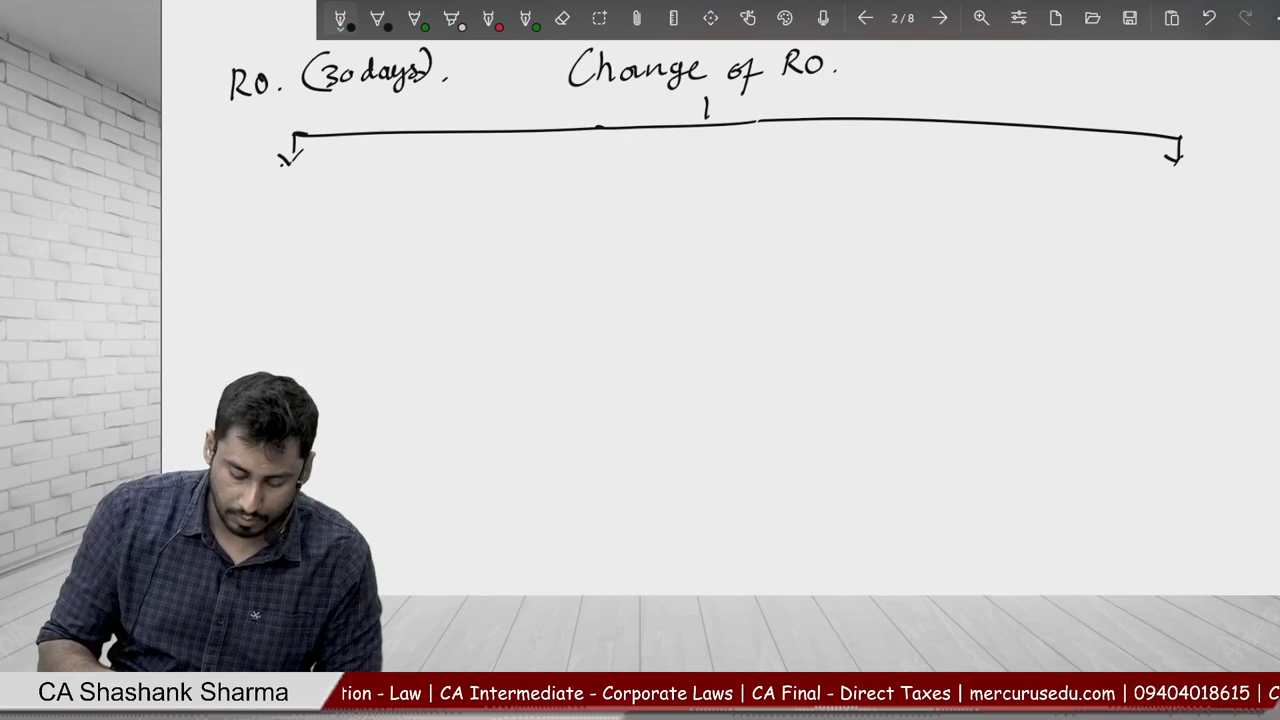 2/8
RO. (30 days). Change of RO.
CA Shashank Sharma
tion - Law | CA Intermediate - Corporate Laws | CA Final - Direct Taxes | mercurusedu.com | 09404018615 | C